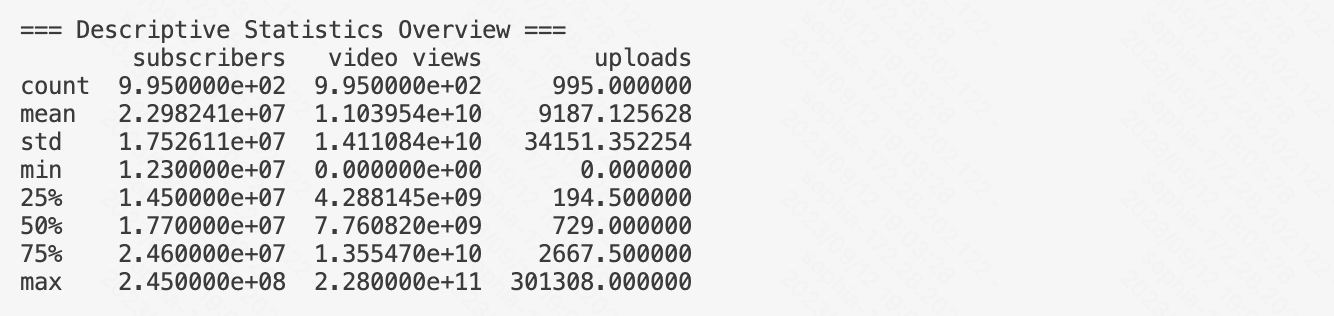 === Descriptive Statistics Overview ===
subscribers video views uploads
count 9.950000e+02 9.950000e+02 995.000000
mean 2.298241e+07 1.103954e+10 9187.125628
std 1.752611e+07 1.411084e+10 34151.352254
min 1.230000e+07 0.000000e+00 0.000000
25% 1.450000e+07 4.288145e+09 194.500000
50% 1.770000e+07 7.760820e+09 729.000000
75% 2.460000e+07 1.355470e+10 2667.500000
max 2.450000e+08 2.280000e+11 301308.000000